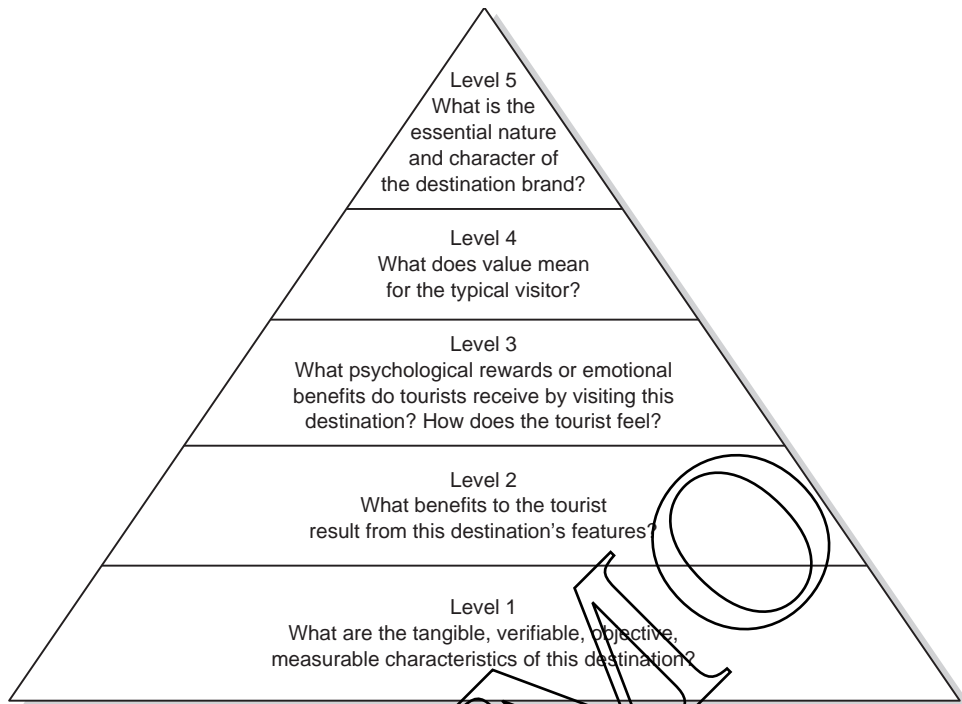 Level 5
What is the
essential nature
and character of
the destination brand?
Level 4
What does value mean
for the typical visitor?
Level 3
What psychological rewards or emotional
benefits do tourists receive by visiting this
destination? How does the tourist feel?
Level 2
What benefits to the tourist
result from this destination’s features?
Level 1
What are the tangible, verifiable, objective,
measurable characteristics of this destination?